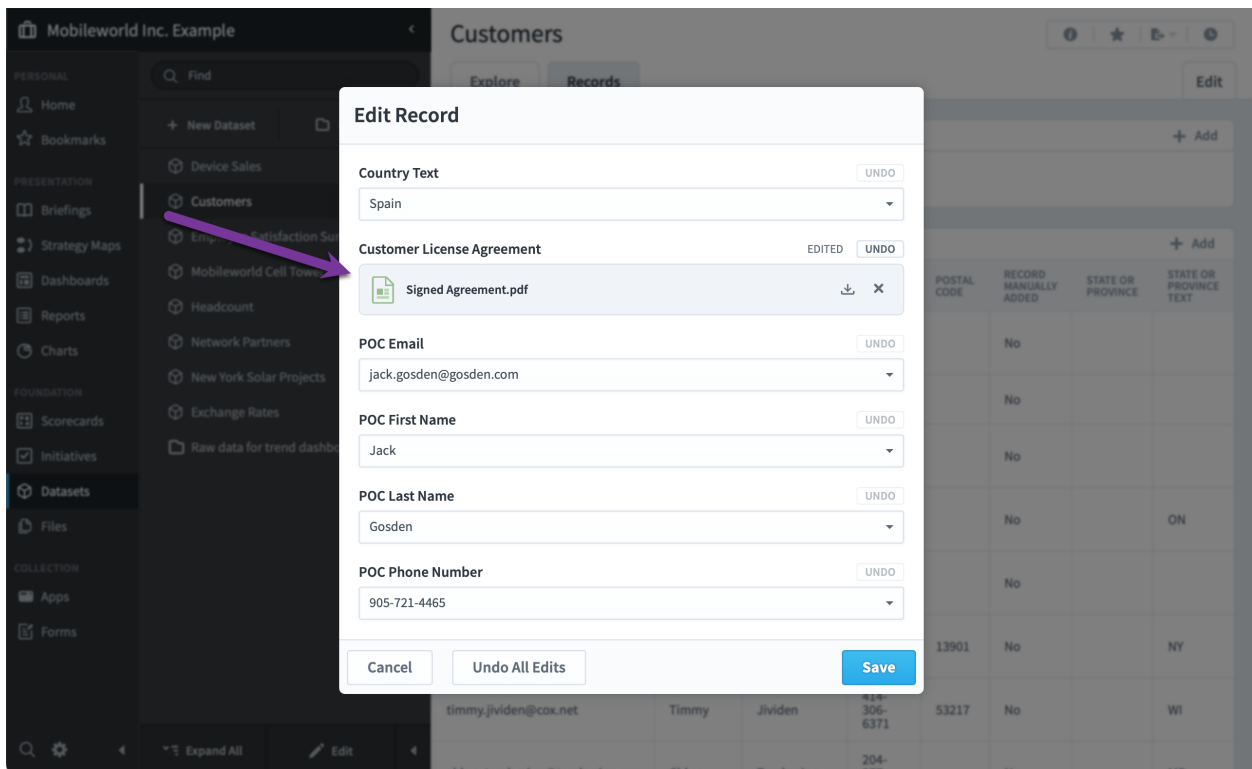 Mobileworld Inc. Example
Customers
PERSONAL
Home
Bookmarks
PRESENTATION
Briefings
Strategy Maps
Dashboards
Reports
Charts
FOUNDATION
Scorecards
Initiatives
Datasets
Files
COLLECTION
Apps
Forms
Find
New Dataset
Device Sales
Customers
Satisfaction Sur
Mobileworld Cell Towe
Headcount
Network Partners
New York Solar Projects
Exchange Rates
Raw data for trend dashbo
Expand All
Edit
Explore
Records
Edit
Add
Add
Edit Record
Country Text
UNDO
Spain
Customer License Agreement
EDITED
UNDO
Signed Agreement.pdf
POC Email
UNDO
jack.gosden@gosden.com
POC First Name
UNDO
Jack
POC Last Name
UNDO
Gosden
POC Phone Number
UNDO
905-721-4465
Cancel
Undo All Edits
Save
POSTAL
CODE
RECORD
MANUALLY
ADDED
STATE OR
PROVINCE
STATE OR
PROVINCE
TEXT
No
No
No
No
ON
No
13901
No
NY
timmy.jividen@cox.net
Timmy
Jividen
414-
306-
6371
53217
No
WI
204-